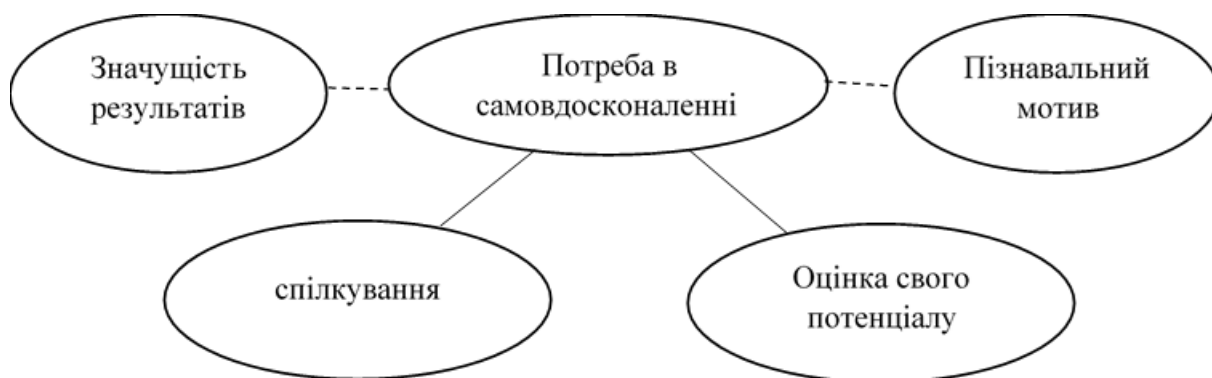 Значущість
результатів
Потреба в
самовдосконаленні
Пізнавальний
мотив
спілкування
Оцінка свого
потенціалу